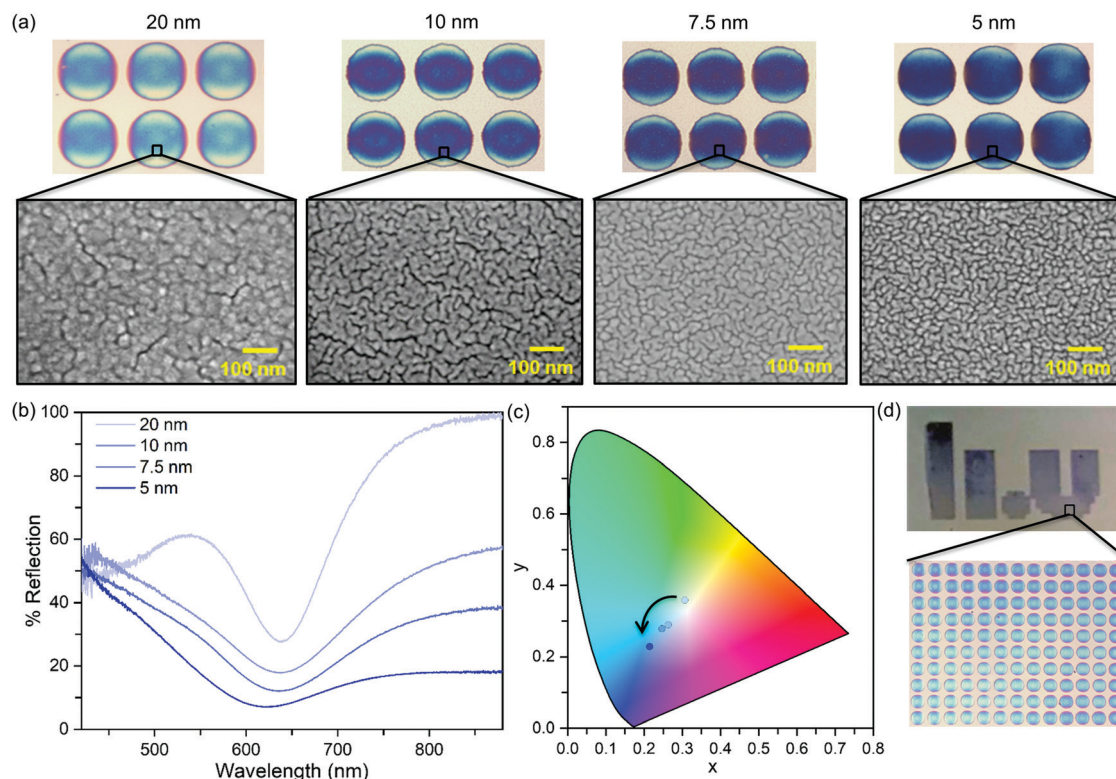 (a)
20 nm
10 nm
7.5 nm
5 nm
100 nm
100 nm
100 nm
100 nm
(b)
100
80
60
40
20
0
% Reflection
20 nm
10 nm
7.5 nm
5 nm
500
600
700
800
Wavelength (nm)
(c)
0.8
0.6
0.4
0.2
0.0
y
0.0 0.1 0.2 0.3 0.4 0.5 0.6 0.7 0.8
x
(d)